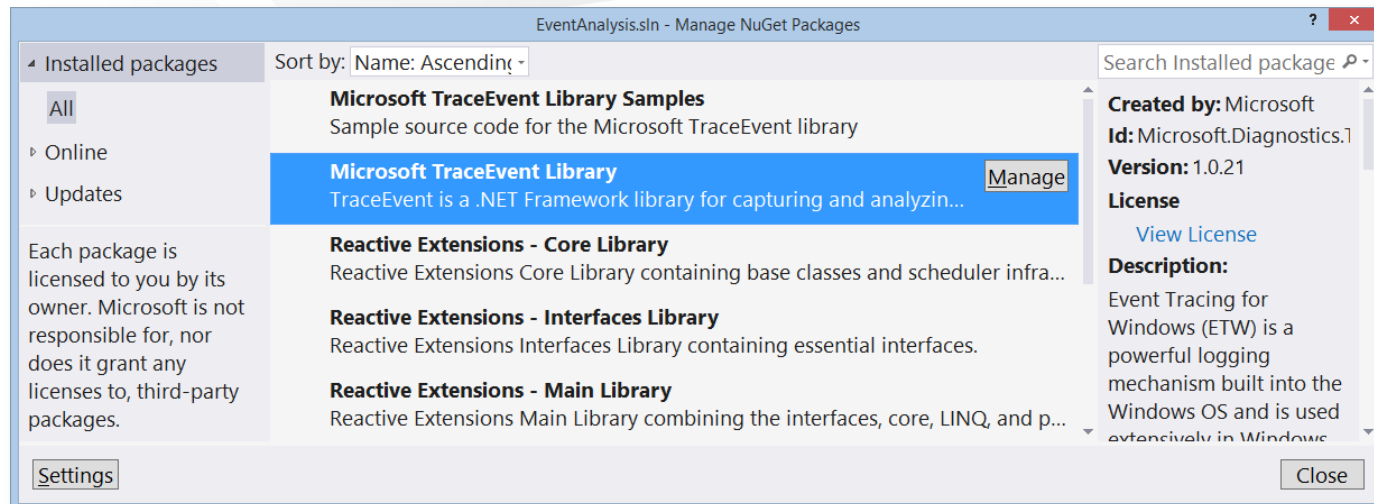 EventAnalysis.sln - Manage NuGet Packages
?
Installed packages
All
Online
Updates
Each package is
licensed to you by its
owner. Microsoft is not
responsible for, nor
does it grant any
licenses to, third-party
packages.
Settings
Sort by: Name: Ascending
Microsoft TraceEvent Library Samples
Sample source code for the Microsoft TraceEvent library
Microsoft TraceEvent Library
TraceEvent is a .NET Framework library for capturing and analyzin...
Manage
Reactive Extensions - Core Library
Reactive Extensions Core Library containing base classes and scheduler infra...
Reactive Extensions - Interfaces Library
Reactive Extensions Interfaces Library containing essential interfaces.
Reactive Extensions - Main Library
Reactive Extensions Main Library combining the interfaces, core, LINQ, and p...
Search Installed package
Created by: Microsoft
Id: Microsoft.Diagnostics.T
Version: 1.0.21
License
View License
Description:
Event Tracing for
Windows (ETW) is a
powerful logging
mechanism built into the
Windows OS and is used
extensively in Windows
Close